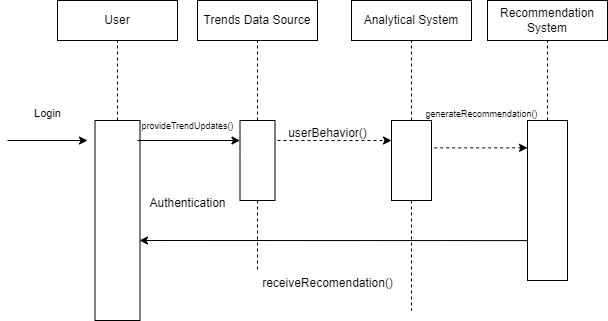 User
Trends Data Source
Analytical System
Recommendation
System
Login
provideTrendUpdates()
userBehavior()
generateRecommendation()
Authentication
receiveRecomendation()